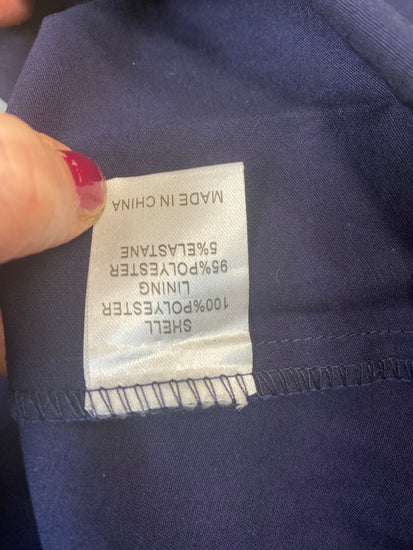 SHELL
100%POLYESTER
LINING
95%POLYESTER
5%ELASTANE
MADE IN CHINA